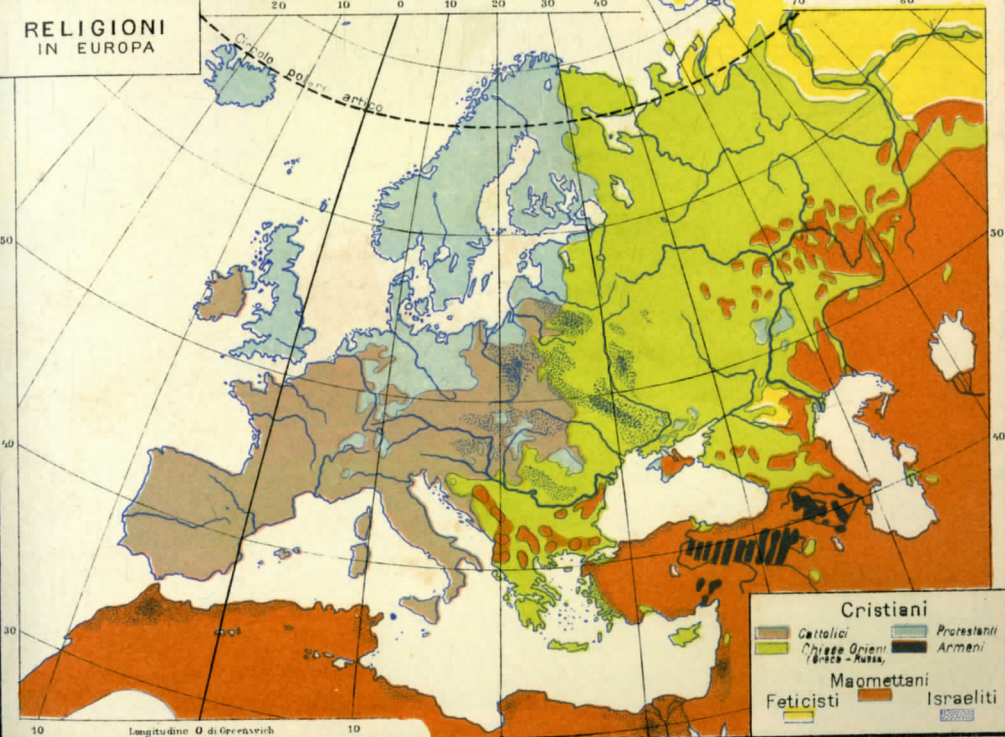 RELIGIONI
IN EUROPA
20 10 0 10 20 30 40 70 80
Circolo polare artico
50
40
30
30
40
10 10
Longitudine 0 di Greenwich
Cristiani
Cattolici Protestanti
Chiese Orient. Armeni
(Greco-Russa)
Maomettani
Feticisti Israeliti
10